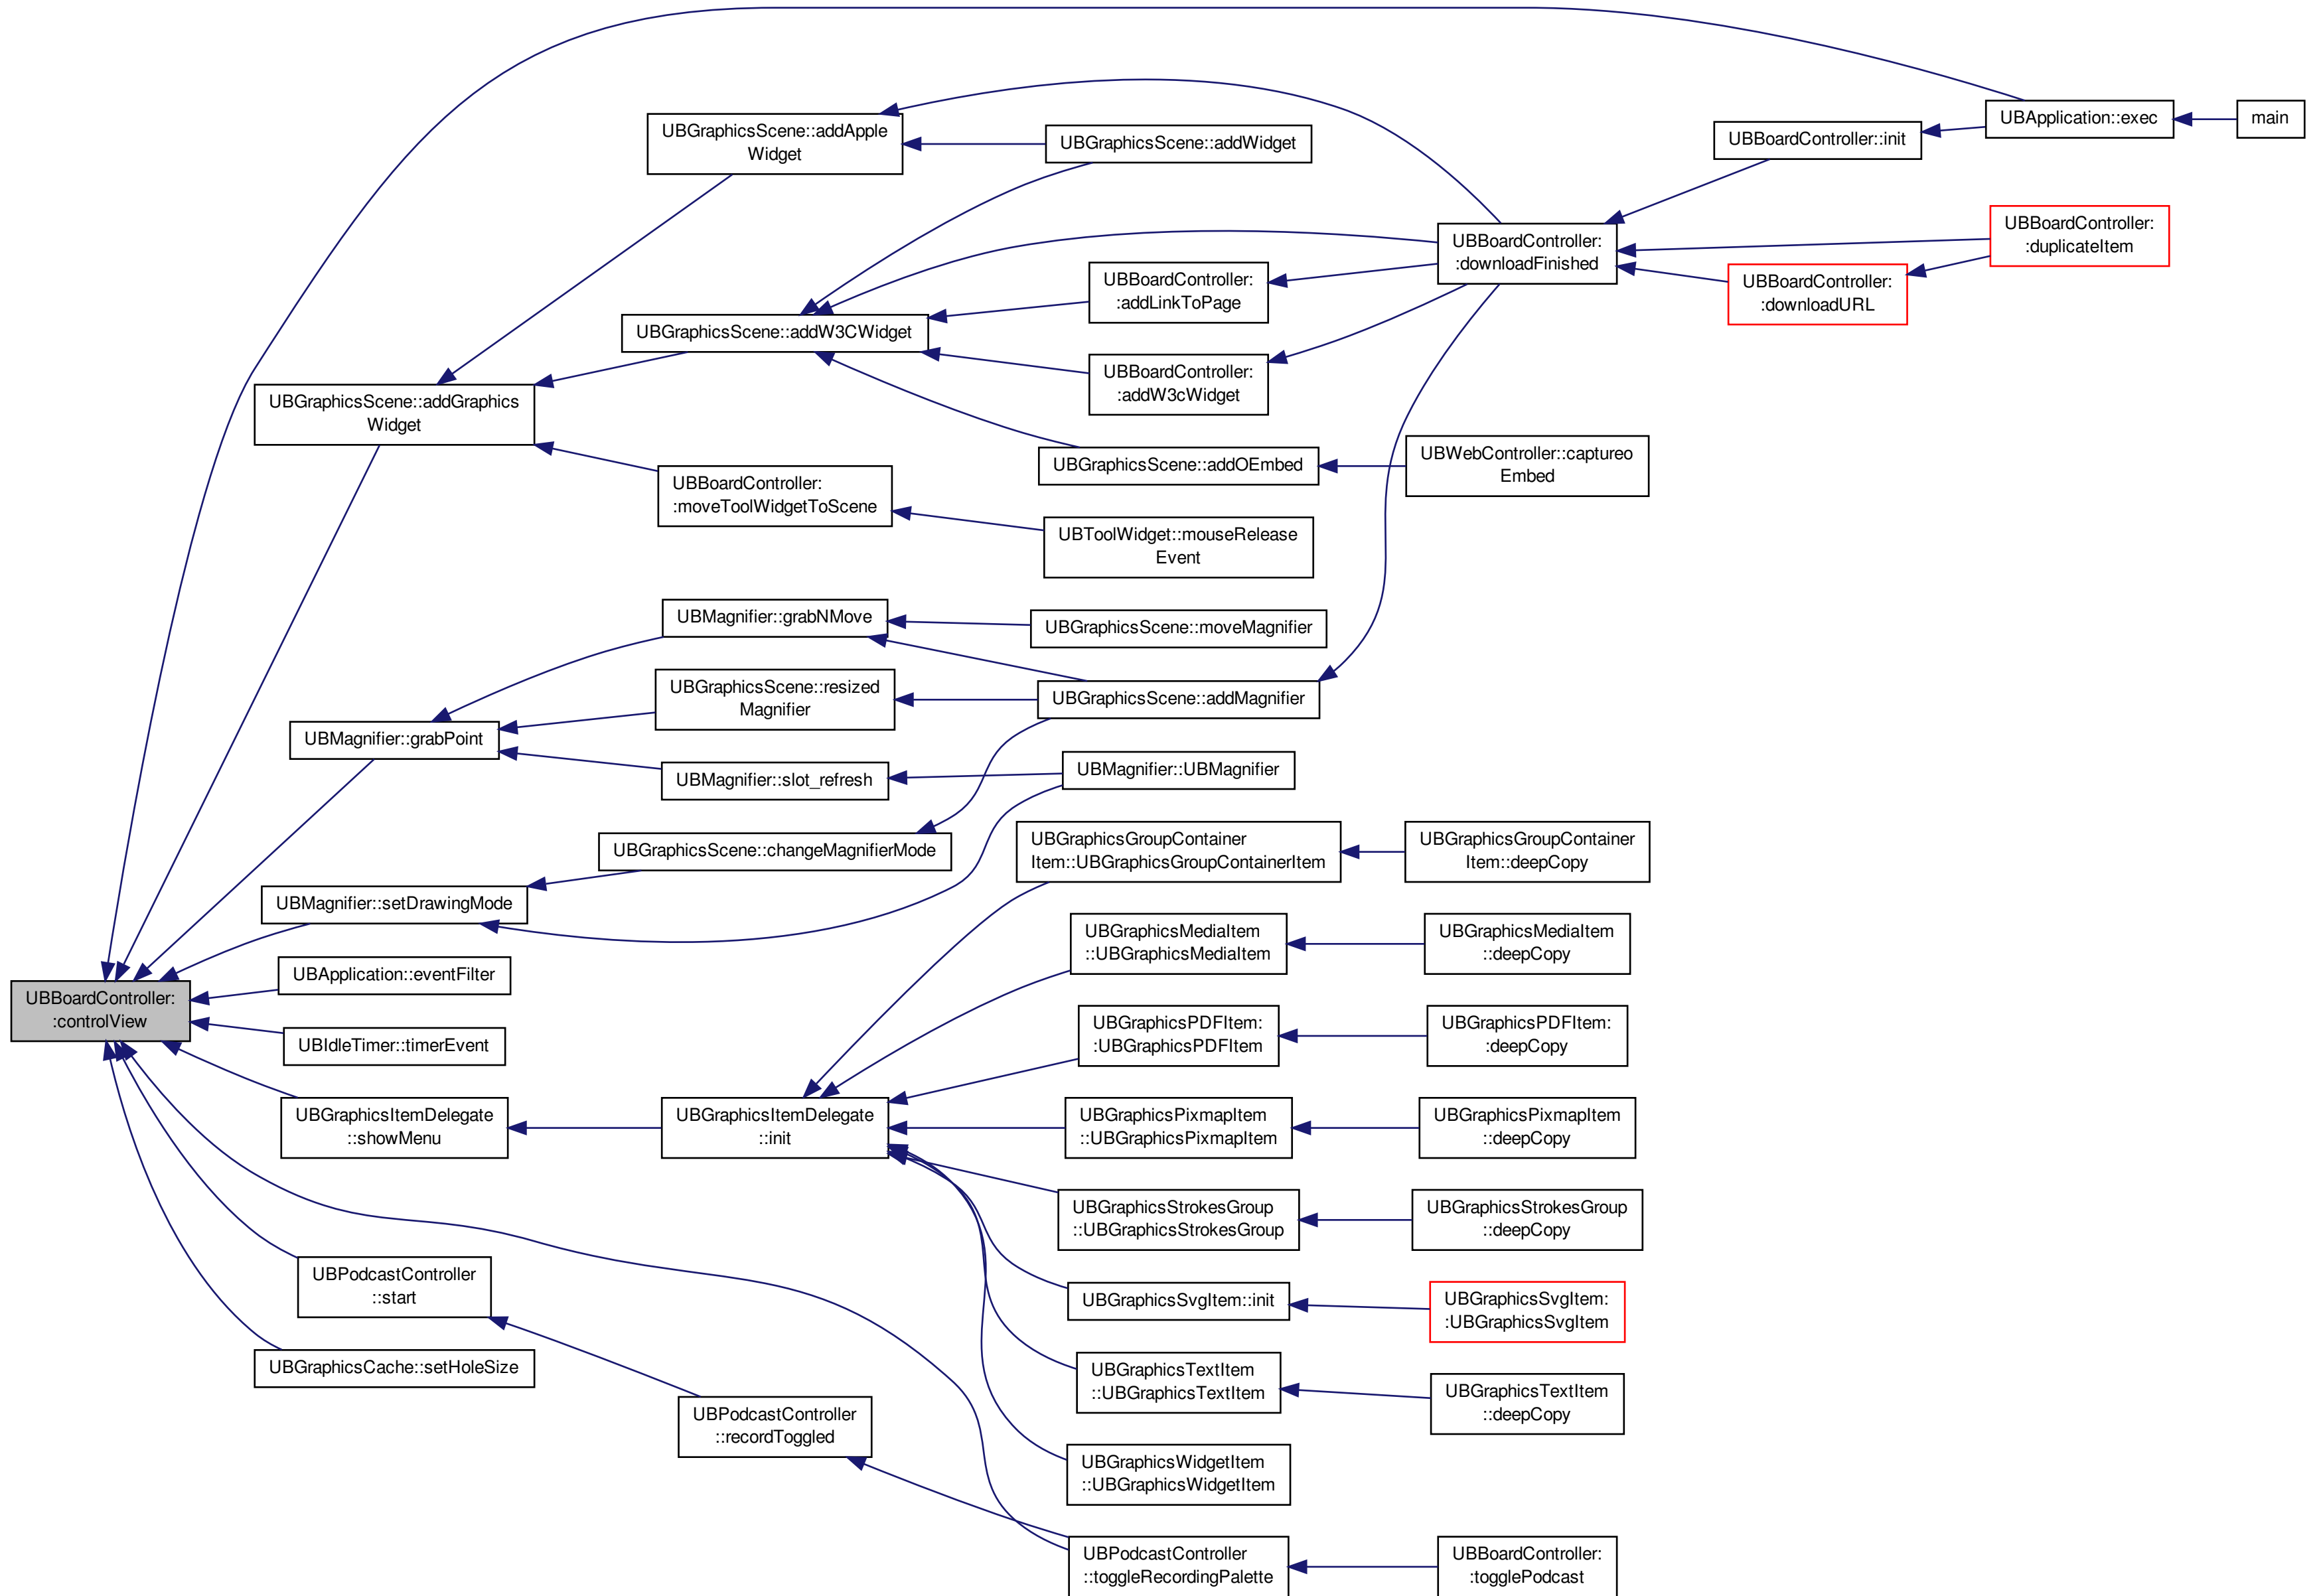 UBBoardController:
:controlView
UBApplication::exec
main
UBGraphicsScene::addGraphics
Widget
UBGraphicsScene::addApple
Widget
UBGraphicsScene::addWidget
UBBoardController:
:downloadFinished
UBBoardController::init
UBBoardController:
:duplicateItem
UBBoardController:
:downloadURL
UBGraphicsScene::addW3CWidget
UBBoardController:
:addLinkToPage
UBBoardController:
:addW3cWidget
UBGraphicsScene::addOEmbed
UBWebController::captureo
Embed
UBBoardController:
:moveToolWidgetToScene
UBToolWidget::mouseRelease
Event
UBMagnifier::grabPoint
UBMagnifier::grabNMove
UBGraphicsScene::moveMagnifier
UBGraphicsScene::addMagnifier
UBGraphicsScene::resized
Magnifier
UBMagnifier::slot_refresh
UBMagnifier::UBMagnifier
UBMagnifier::setDrawingMode
UBGraphicsScene::changeMagnifierMode
UBApplication::eventFilter
UBIdleTimer::timerEvent
UBGraphicsItemDelegate
::showMenu
UBGraphicsItemDelegate
::init
UBGraphicsGroupContainer
Item::UBGraphicsGroupContainerItem
UBGraphicsGroupContainer
Item::deepCopy
UBGraphicsMediaItem
::UBGraphicsMediaItem
UBGraphicsMediaItem
::deepCopy
UBGraphicsPDFItem:
:UBGraphicsPDFItem
UBGraphicsPDFItem:
:deepCopy
UBGraphicsPixmapItem
::UBGraphicsPixmapItem
UBGraphicsPixmapItem
::deepCopy
UBGraphicsStrokesGroup
::UBGraphicsStrokesGroup
UBGraphicsStrokesGroup
::deepCopy
UBGraphicsSvgItem::init
UBGraphicsSvgItem:
:UBGraphicsSvgItem
UBGraphicsTextItem
::UBGraphicsTextItem
UBGraphicsTextItem
::deepCopy
UBGraphicsWidgetItem
::UBGraphicsWidgetItem
UBPodcastController
::start
UBGraphicsCache::setHoleSize
UBPodcastController
::recordToggled
UBPodcastController
::toggleRecordingPalette
UBBoardController:
:togglePodcast